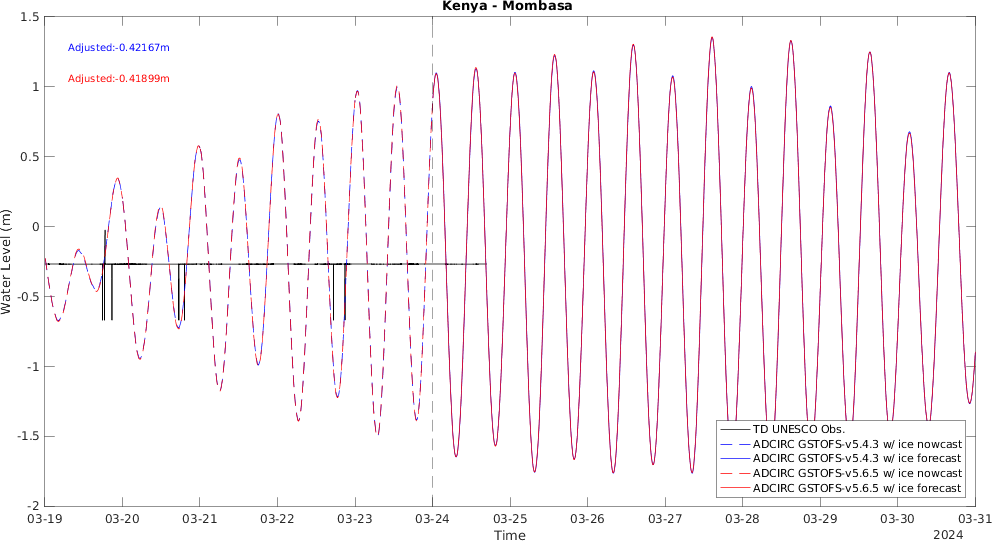 Kenya - Mombasa
Adjusted:-0.42167m
Adjusted:-0.41899m
1.5
1
0.5
0
-0.5
-1
-1.5
-2
Water Level (m)
TD UNESCO Obs.
ADCIRC GSTOFS-v5.4.3 w/ ice nowcast
ADCIRC GSTOFS-v5.4.3 w/ ice forecast
ADCIRC GSTOFS-v5.6.5 w/ ice nowcast
ADCIRC GSTOFS-v5.6.5 w/ ice forecast
03-19 03-20 03-21 03-22 03-23 03-24 03-25 03-26 03-27 03-28 03-29 03-30 03-31
Time
2024